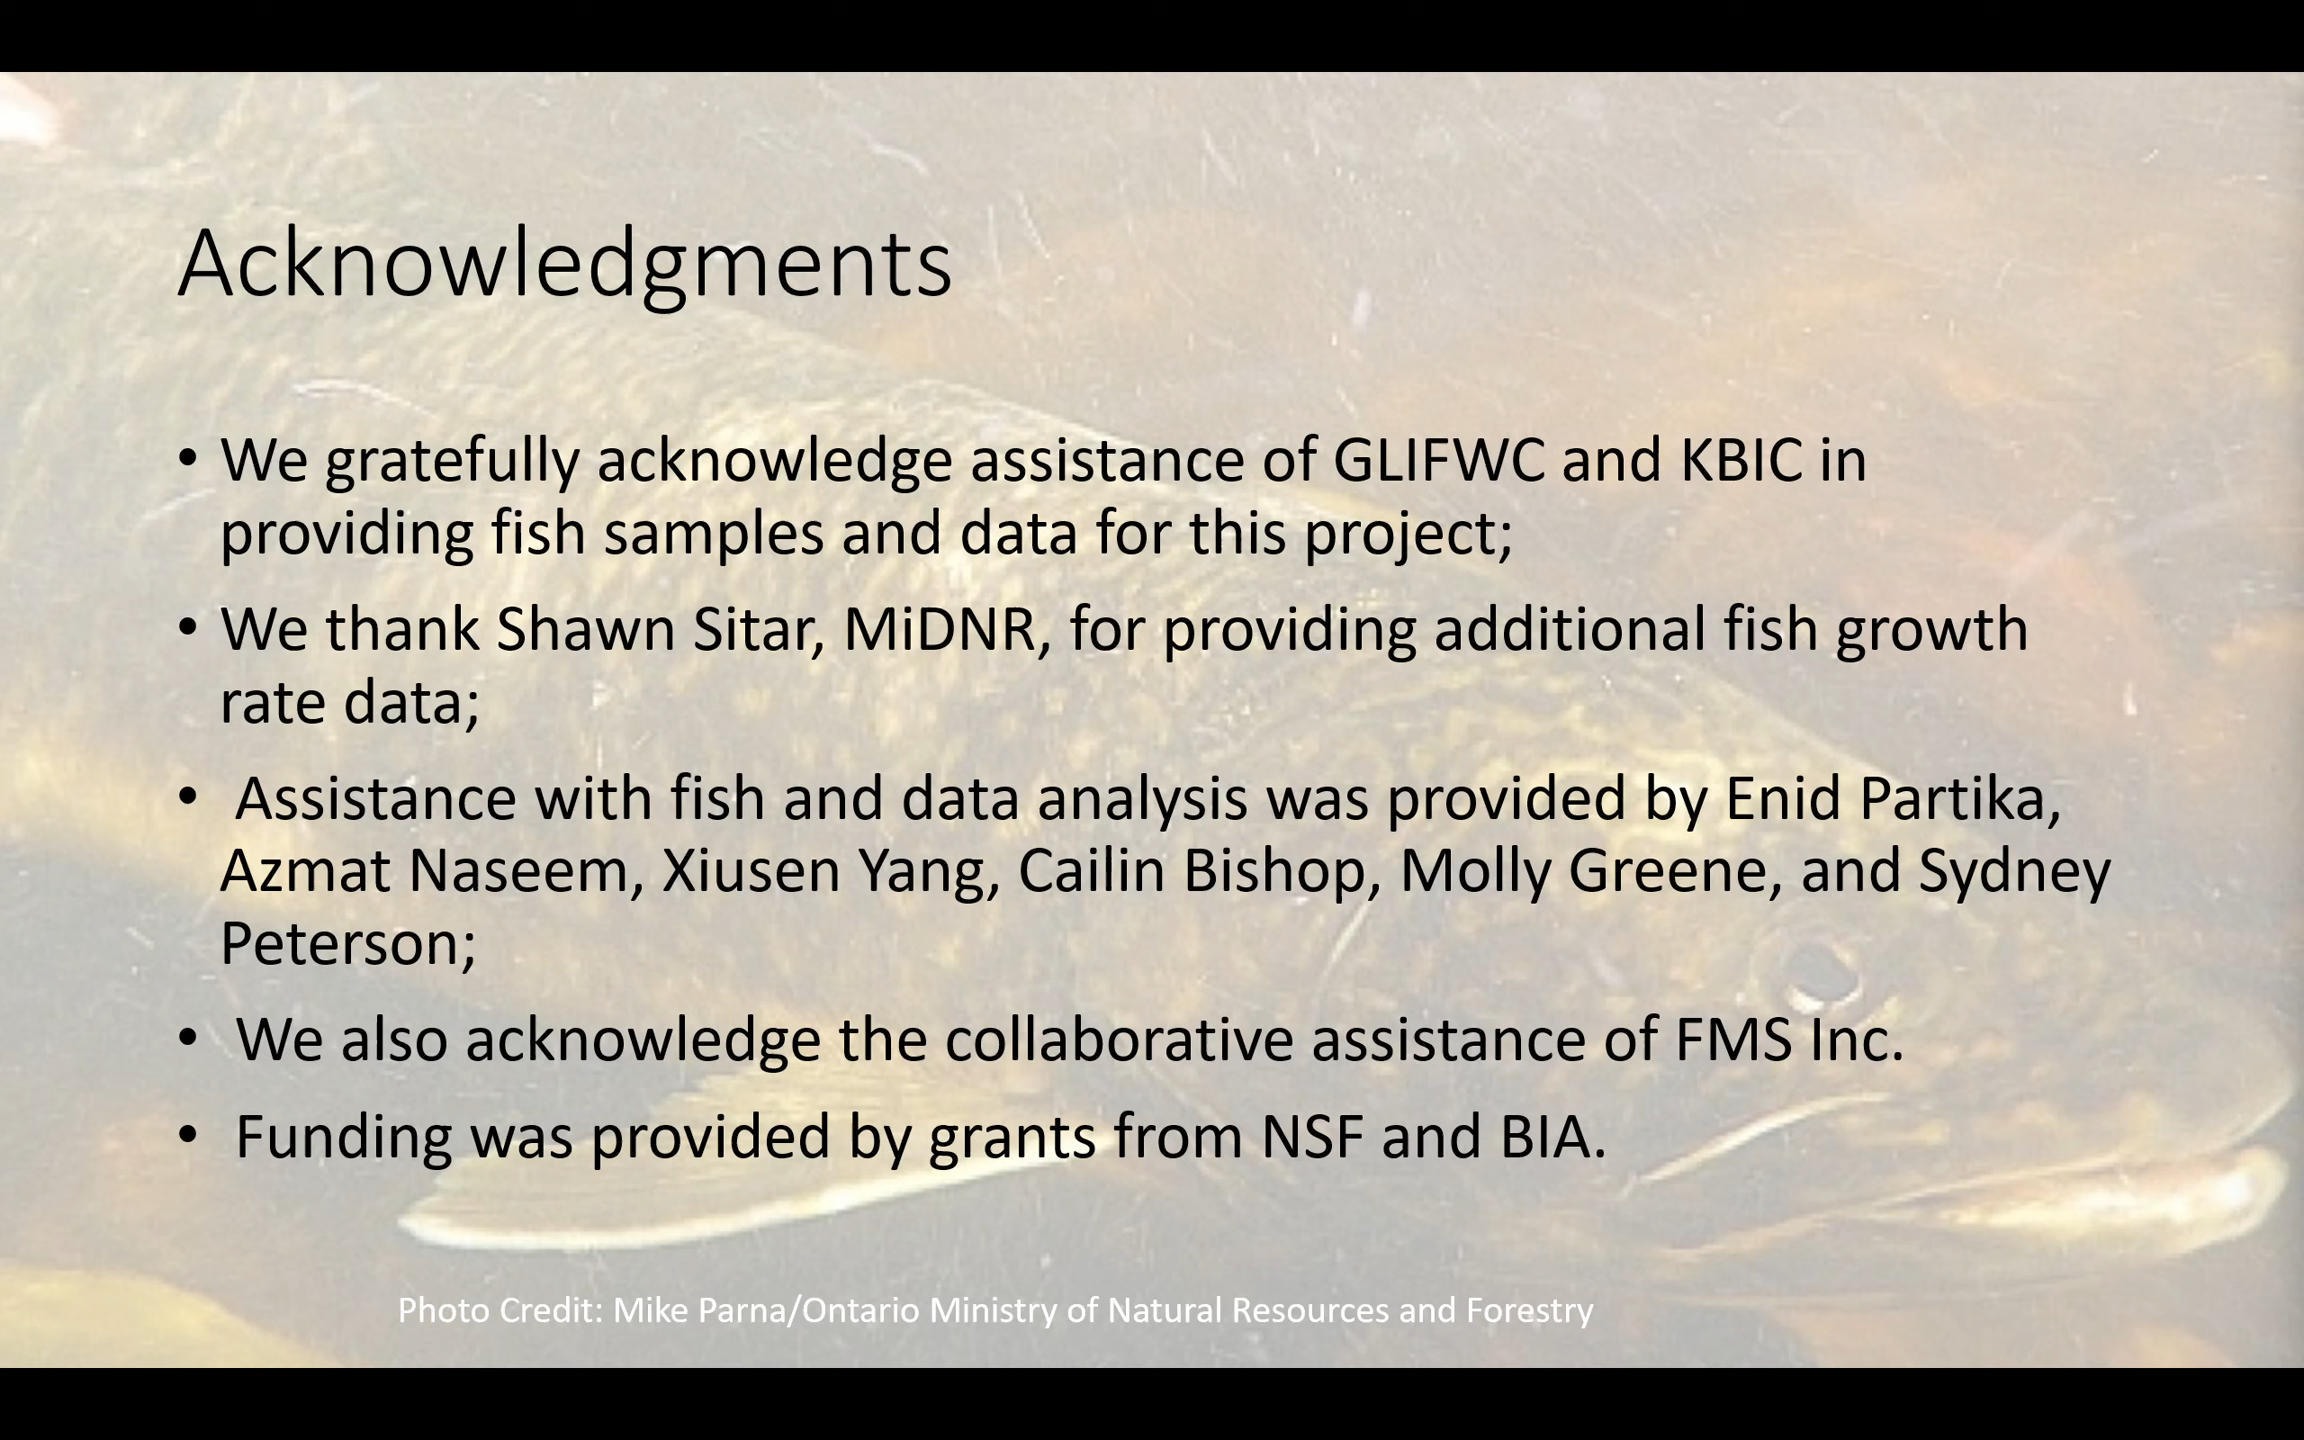 Acknowledgments
• We gratefully acknowledge assistance of GLIFWC and KBIC in
providing fish samples and data for this project;
• We thank Shawn Sitar, MiDNR, for providing additional fish growth
rate data;
• Assistance with fish and data analysis was provided by Enid Partika,
Azmat Naseem, Xiusen Yang, Cailin Bishop, Molly Greene, and Sydney
Peterson;
• We also acknowledge the collaborative assistance of FMS Inc.
• Funding was provided by grants from NSF and BIA.
Photo Credit: Mike Parna/Ontario Ministry of Natural Resources and Forestry